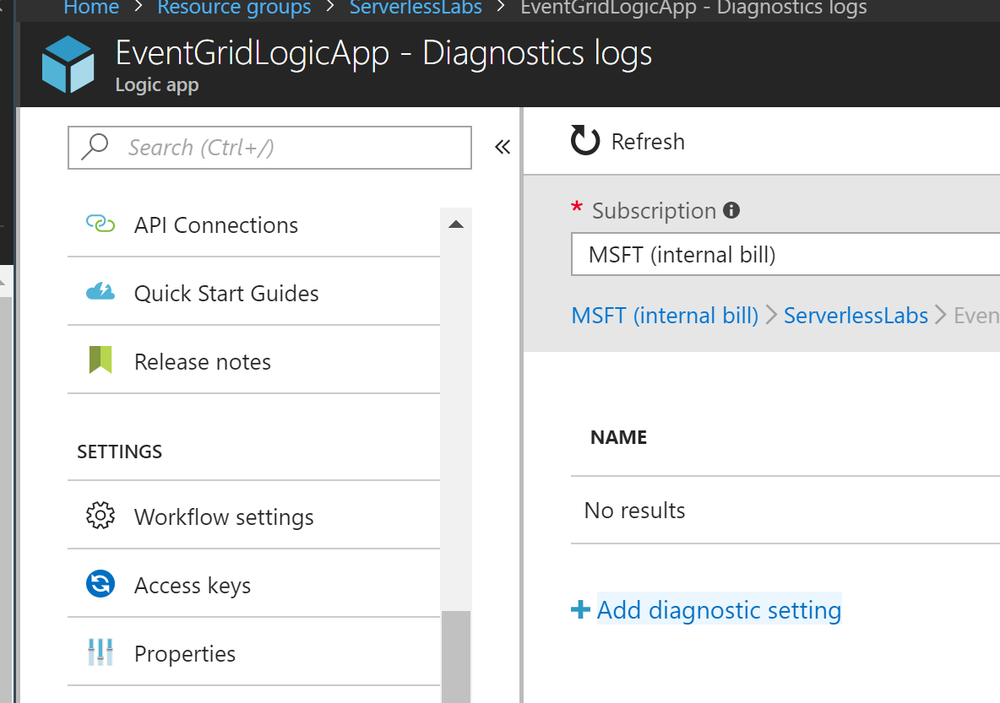 Home > Resource groups > ServerlessLabs > EventGridLogicApp - Diagnostics logs
EventGridLogicApp - Diagnostics logs
Logic app
Search (Ctrl+/)
«
API Connections
Quick Start Guides
Release notes
SETTINGS
Workflow settings
Access keys
Properties
Refresh
* Subscription
MSFT (internal bill)
MSFT (internal bill) > ServerlessLabs > Even
NAME
No results
+ Add diagnostic setting